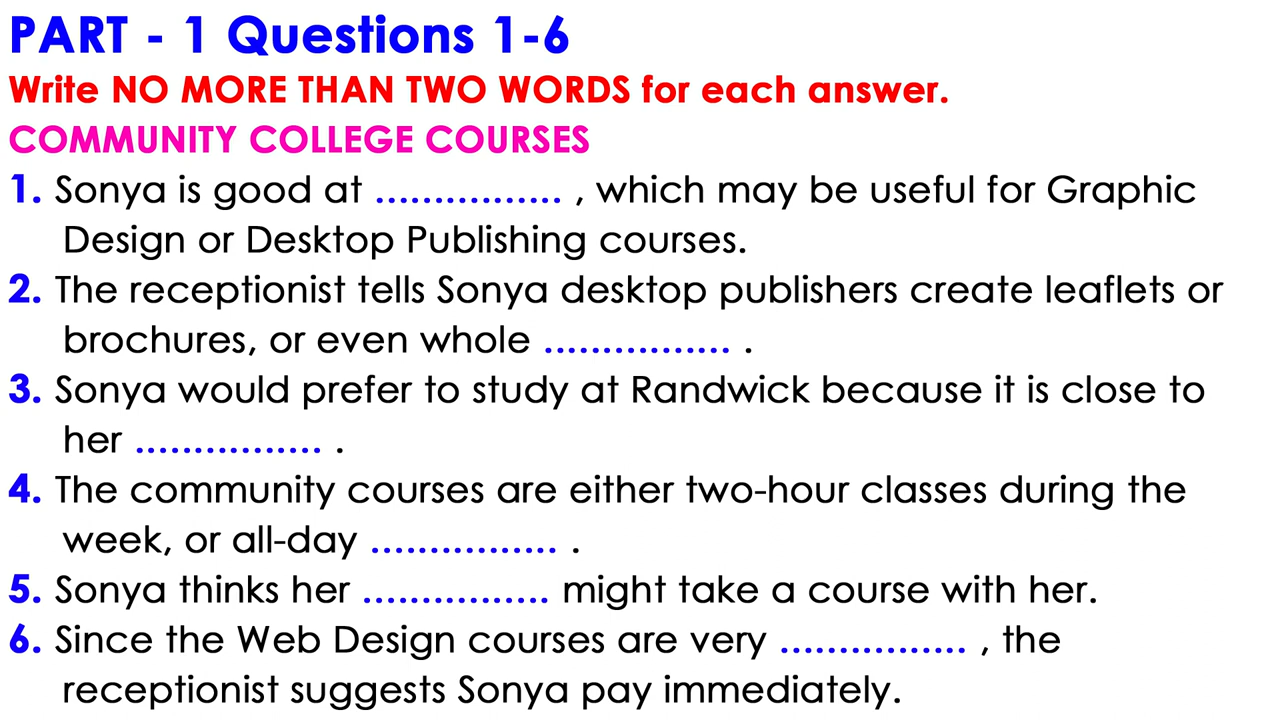 PART - 1 Questions 1-6
Write NO MORE THAN TWO WORDS for each answer.
COMMUNITY COLLEGE COURSES
1. Sonya is good at ................ , which may be useful for Graphic
Design or Desktop Publishing courses.
2. The receptionist tells Sonya desktop publishers create leaflets or
brochures, or even whole ................ .
3. Sonya would prefer to study at Randwick because it is close to
her ................ .
4. The community courses are either two-hour classes during the
week, or all-day ................ .
5. Sonya thinks her ................ might take a course with her.
6. Since the Web Design courses are very ................ , the
receptionist suggests Sonya pay immediately.